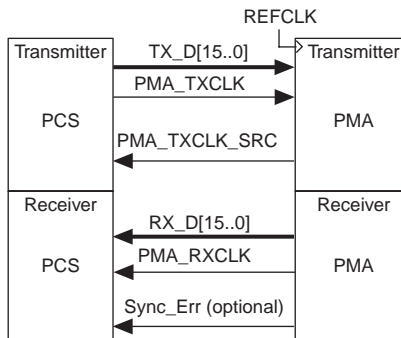 REFCLK
Transmitter
TX_D[15..0]
Transmitter
PMA_TXCLK
PCS
PMA
PMA_TXCLK_SRC
Receiver
RX_D[15..0]
Receiver
PMA_RXCLK
PCS
PMA
Sync_Err (optional)